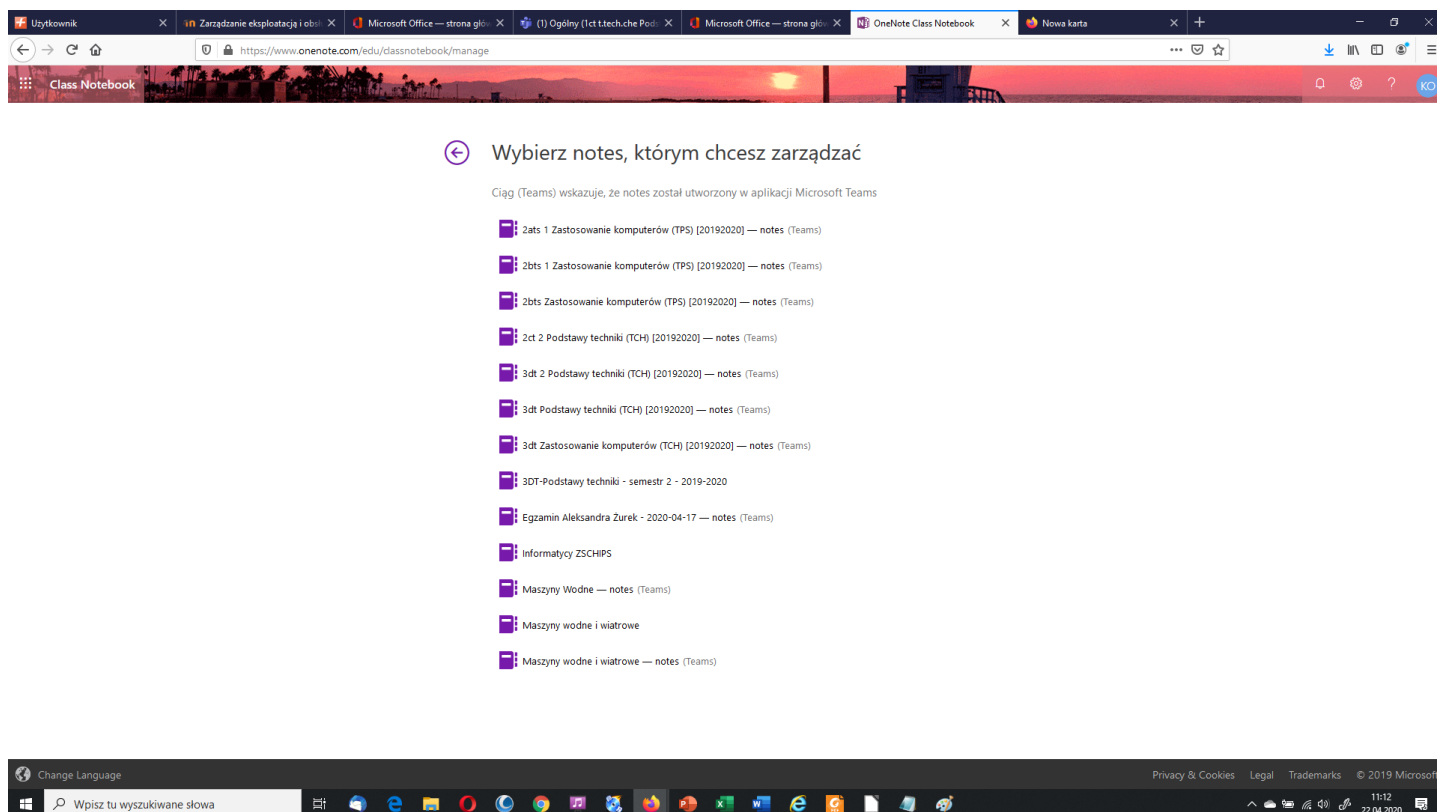 Użytkownik
Zarządzanie eksploatacją i obsł
Microsoft Office — strona głów
(1) Ogólny (1ct t.tech.che Pods
Microsoft Office — strona głów
OneNote Class Notebook
Nowa karta
https://www.onenote.com/edu/classnotebook/manage
Class Notebook
?
KO
Wybierz notes, którym chcesz zarządzać
Ciąg (Teams) wskazuje, że notes został utworzony w aplikacji Microsoft Teams
2ats 1 Zastosowanie komputerów (TPS) [20192020] — notes (Teams)
2bts 1 Zastosowanie komputerów (TPS) [20192020] — notes (Teams)
2bts Zastosowanie komputerów (TPS) [20192020] — notes (Teams)
2ct 2 Podstawy techniki (TCH) [20192020] — notes (Teams)
3dt 2 Podstawy techniki (TCH) [20192020] — notes (Teams)
3dt Podstawy techniki (TCH) [20192020] — notes (Teams)
3dt Zastosowanie komputerów (TCH) [20192020] — notes (Teams)
3DT-Podstawy techniki - semestr 2 - 2019-2020
Egzamin Aleksandra Żurek - 2020-04-17 — notes (Teams)
Informatycy ZSCHIPS
Maszyny Wodne — notes (Teams)
Maszyny wodne i wiatrowe
Maszyny wodne i wiatrowe — notes (Teams)
Change Language
Privacy & Cookies Legal Trademarks © 2019 Microsoft
Wpisz tu wyszukiwane słowa
11:12
22.04.2020